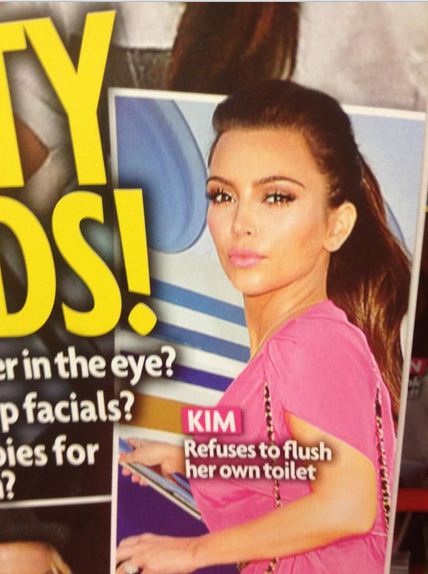 TY
DS!
er in the eye?
p facials?
pies for
?
KIM
Refuses to flush
her own toilet